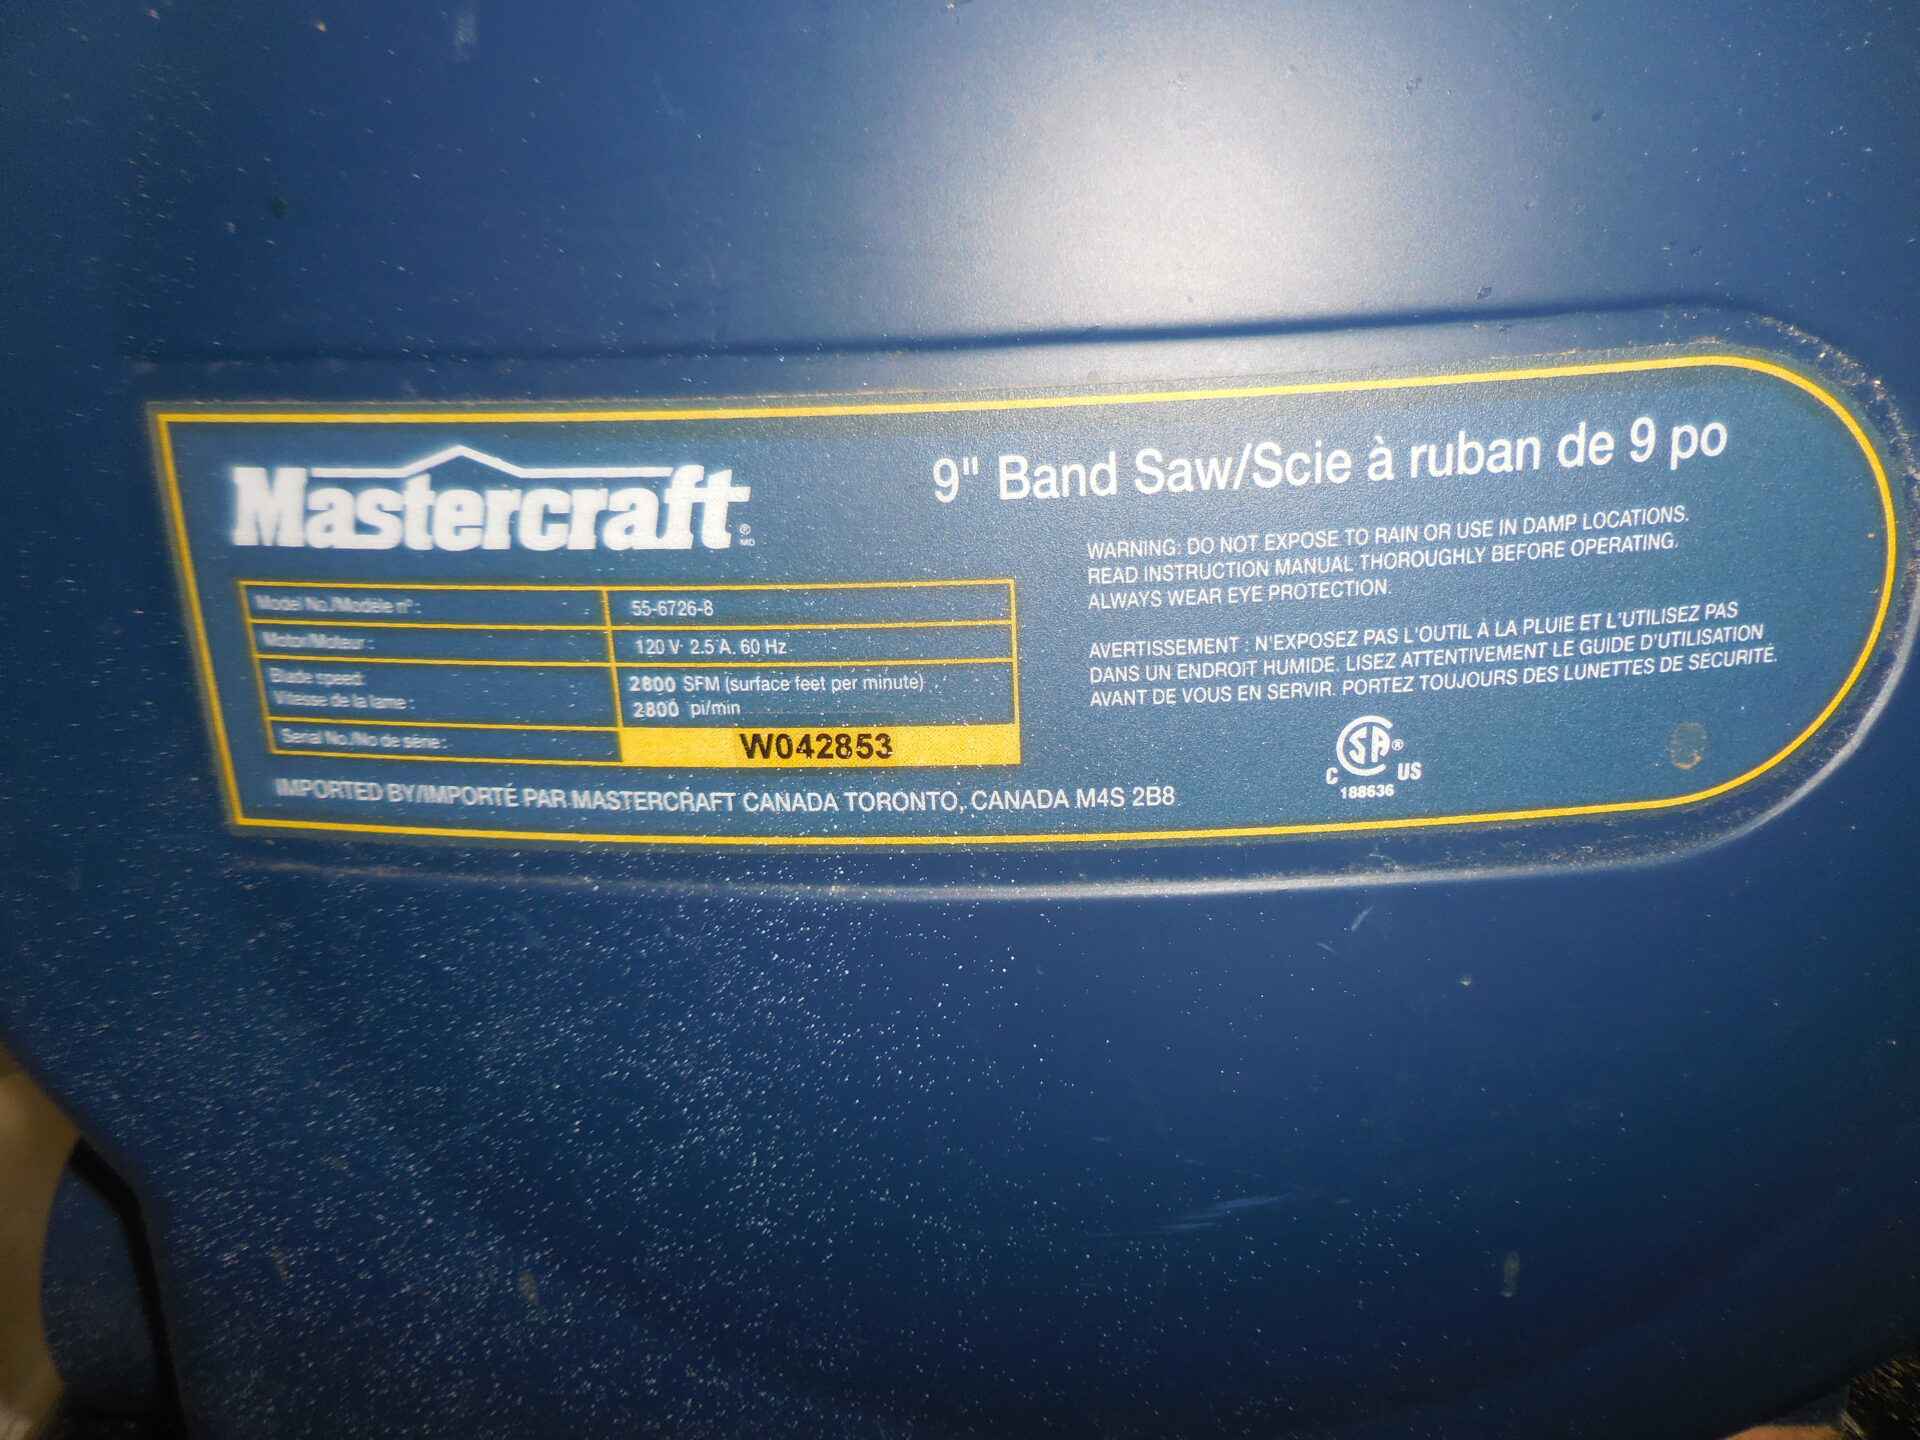 Mastercraft ® MD
9" Band Saw/Scie à ruban de 9 po
Model No./Modèle n°: 55-6726-8
Motor/Moteur: 120 V 2.5 A. 60 Hz
Blade speed 2800 SFM (surface feet per minute)
Vitesse de la lame: 2800 pi/min
Serial No./No de série: W042853
IMPORTED BY/IMPORTÉ PAR MASTERCRAFT CANADA TORONTO, CANADA M4S 2B8
WARNING: DO NOT EXPOSE TO RAIN OR USE IN DAMP LOCATIONS.
READ INSTRUCTION MANUAL THOROUGHLY BEFORE OPERATING.
ALWAYS WEAR EYE PROTECTION.
AVERTISSEMENT : N'EXPOSEZ PAS L'OUTIL À LA PLUIE ET L'UTILISEZ PAS
DANS UN ENDROIT HUMIDE. LISEZ ATTENTIVEMENT LE GUIDE D'UTILISATION
AVANT DE VOUS EN SERVIR. PORTEZ TOUJOURS DES LUNETTES DE SÉCURITÉ.
C SA ® US
188636